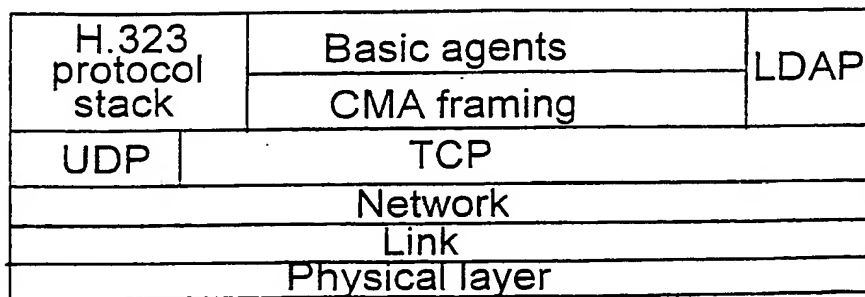 H.323
protocol
stack
Basic agents
CMA framing
LDAP
UDP
TCP
Network
Link
Physical layer